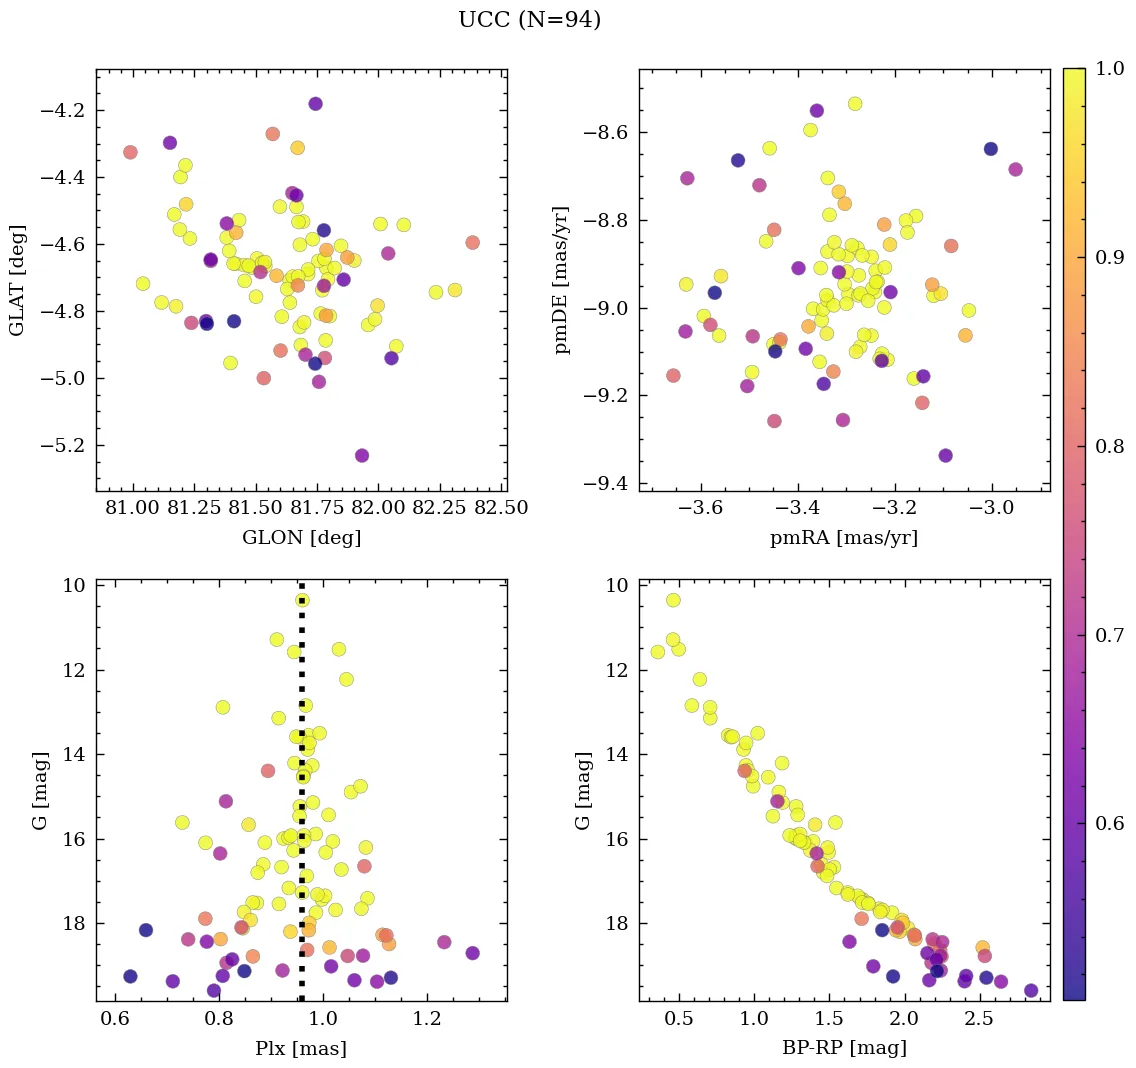 UCC (N=94)
−4.2
−4.4
−4.6
−4.8
−5.0
−5.2
GLAT [deg]
81.00 81.25 81.50 81.75 82.00 82.25 82.50
GLON [deg]
−8.6
−8.8
−9.0
−9.2
−9.4
pmDE [mas/yr]
−3.6 −3.4 −3.2 −3.0
pmRA [mas/yr]
1.0
0.9
0.8
0.7
0.6
10
12
14
16
18
G [mag]
0.6 0.8 1.0 1.2
Plx [mas]
10
12
14
16
18
G [mag]
0.5 1.0 1.5 2.0 2.5
BP-RP [mag]